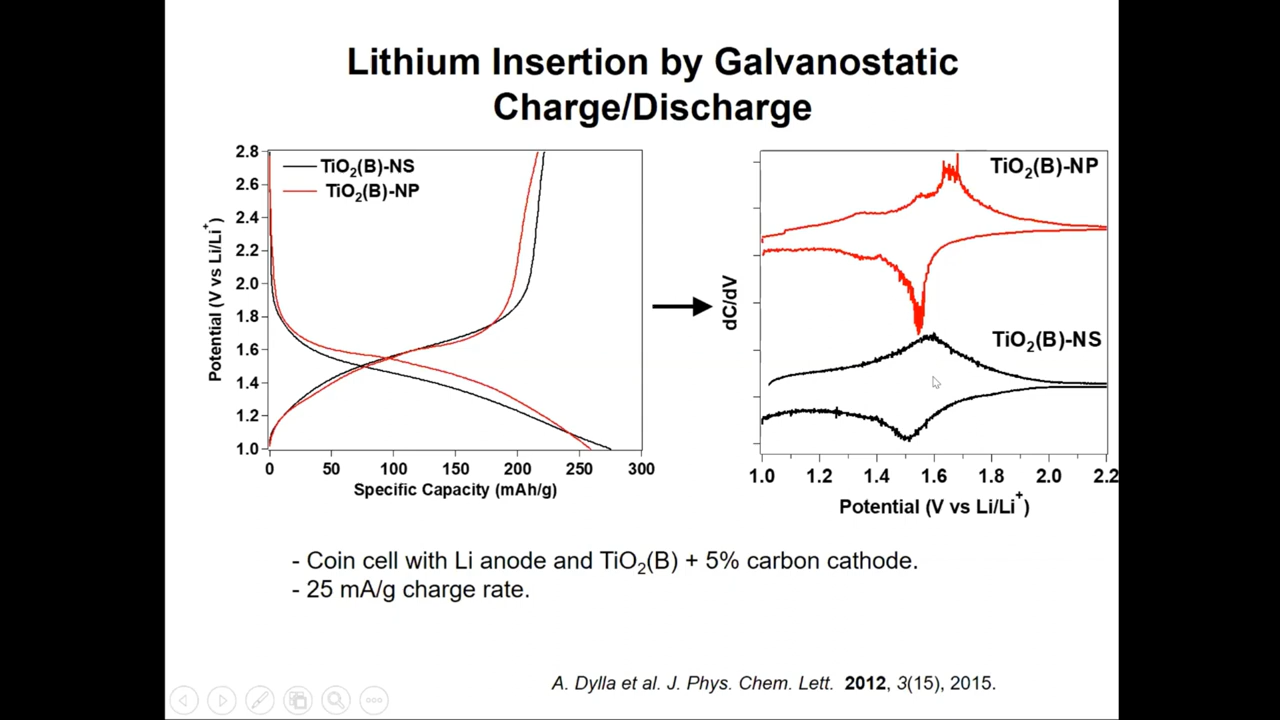 Lithium Insertion by Galvanostatic
Charge/Discharge
2.8
2.6
2.4
2.2
2.0
1.8
1.6
1.4
1.2
1.0
Potential (V vs Li/Li⁺)
TiO₂(B)-NS
TiO₂(B)-NP
0 50 100 150 200 250 300
Specific Capacity (mAh/g)
dC/dV
TiO₂(B)-NP
TiO₂(B)-NS
1.0 1.2 1.4 1.6 1.8 2.0 2.2
Potential (V vs Li/Li⁺)
- Coin cell with Li anode and TiO₂(B) + 5% carbon cathode.
- 25 mA/g charge rate.
A. Dylla et al. J. Phys. Chem. Lett. 2012, 3(15), 2015.